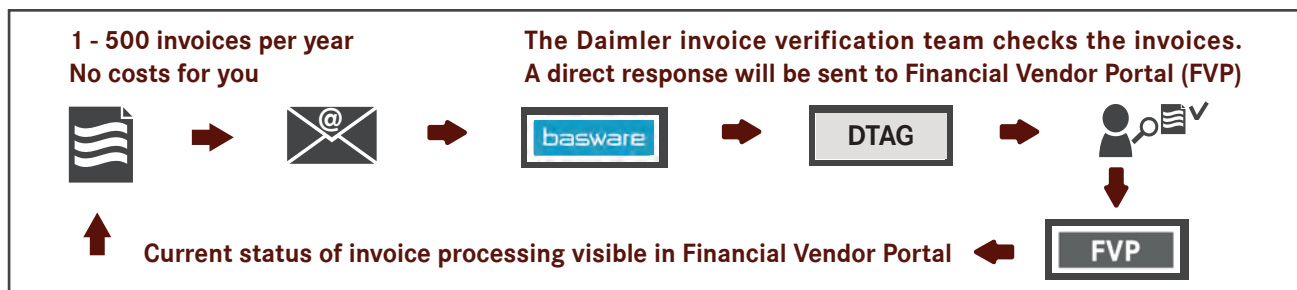 1 - 500 invoices per year
No costs for you
The Daimler invoice verification team checks the invoices.
A direct response will be sent to Financial Vendor Portal (FVP)
@
basware
DTAG
Current status of invoice processing visible in Financial Vendor Portal
FVP